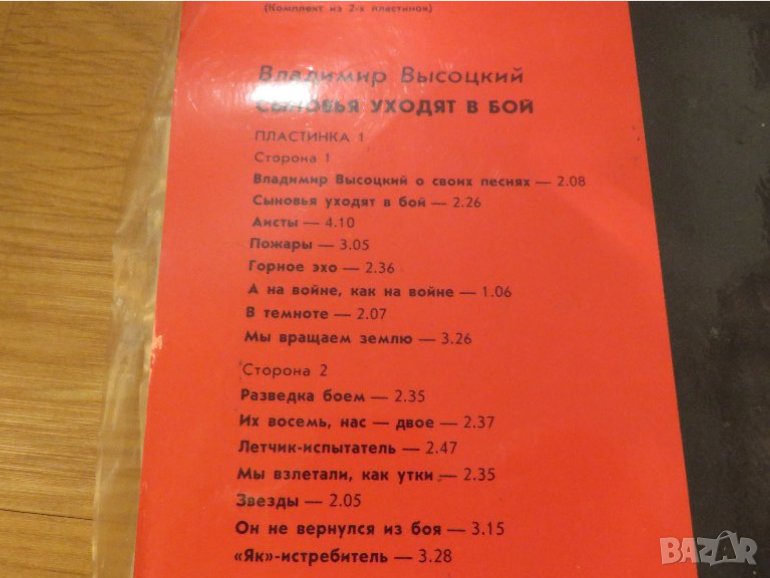 (Комплект из 2-х пластинок)
Владимир Высоцкий
СЫНОВЬЯ УХОДЯТ В БОЙ
ПЛАСТИНКА 1
Сторона 1
Владимир Высоцкий о своих песнях — 2.08
Сыновья уходят в бой — 2.26
Аисты — 4.10
Пожары — 3.05
Горное эхо — 2.36
А на войне, как на войне — 1.06
В темноте — 2.07
Мы вращаем землю — 3.26
Сторона 2
Разведка боем — 2.35
Их восемь, нас — двое — 2.37
Летчик-испытатель — 2.47
Мы взлетали, как утки — 2.35
Звезды — 2.05
Он не вернулся из боя — 3.15
«Як»-истребитель — 3.28
BAZAR